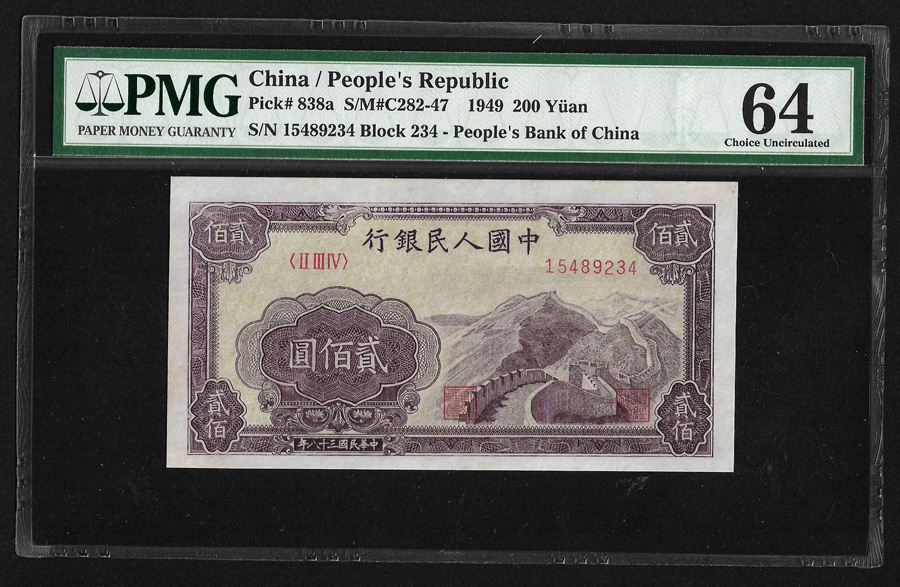 PMG
PAPER MONEY GUARANTY
China / People's Republic
Pick# 838a S/M#C282-47 1949 200 Yüan
S/N 15489234 Block 234 - People's Bank of China
64
Choice Uncirculated
佰貳
行銀民人國中
佰貳
〈II III IV〉
15489234
圓佰貳
貳佰
貳佰
年八十三國民華中